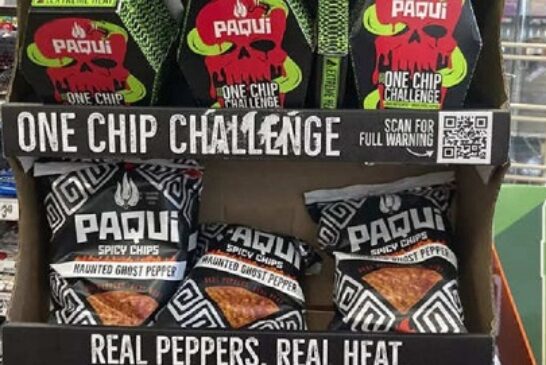 EXTREME HEAT
PAQUI
ONE CHIP
PAQUI
ONE CHIP
CHALLENGE
PAQUI
ONE CHIP
CHALLENGE
ONE CHIP CHALLENGE
SCAN FOR
FULL WARNING
PAQUI
SPICY CHIPS
HAUNTED GHOST PEPPER
PAQUI
SPICY CHIPS
HAUNTED GHOST PEPPER
PAQUI
SPICY CHIPS
HAUNTED GHOST PEPPER
REAL PEPPERS. REAL HEAT